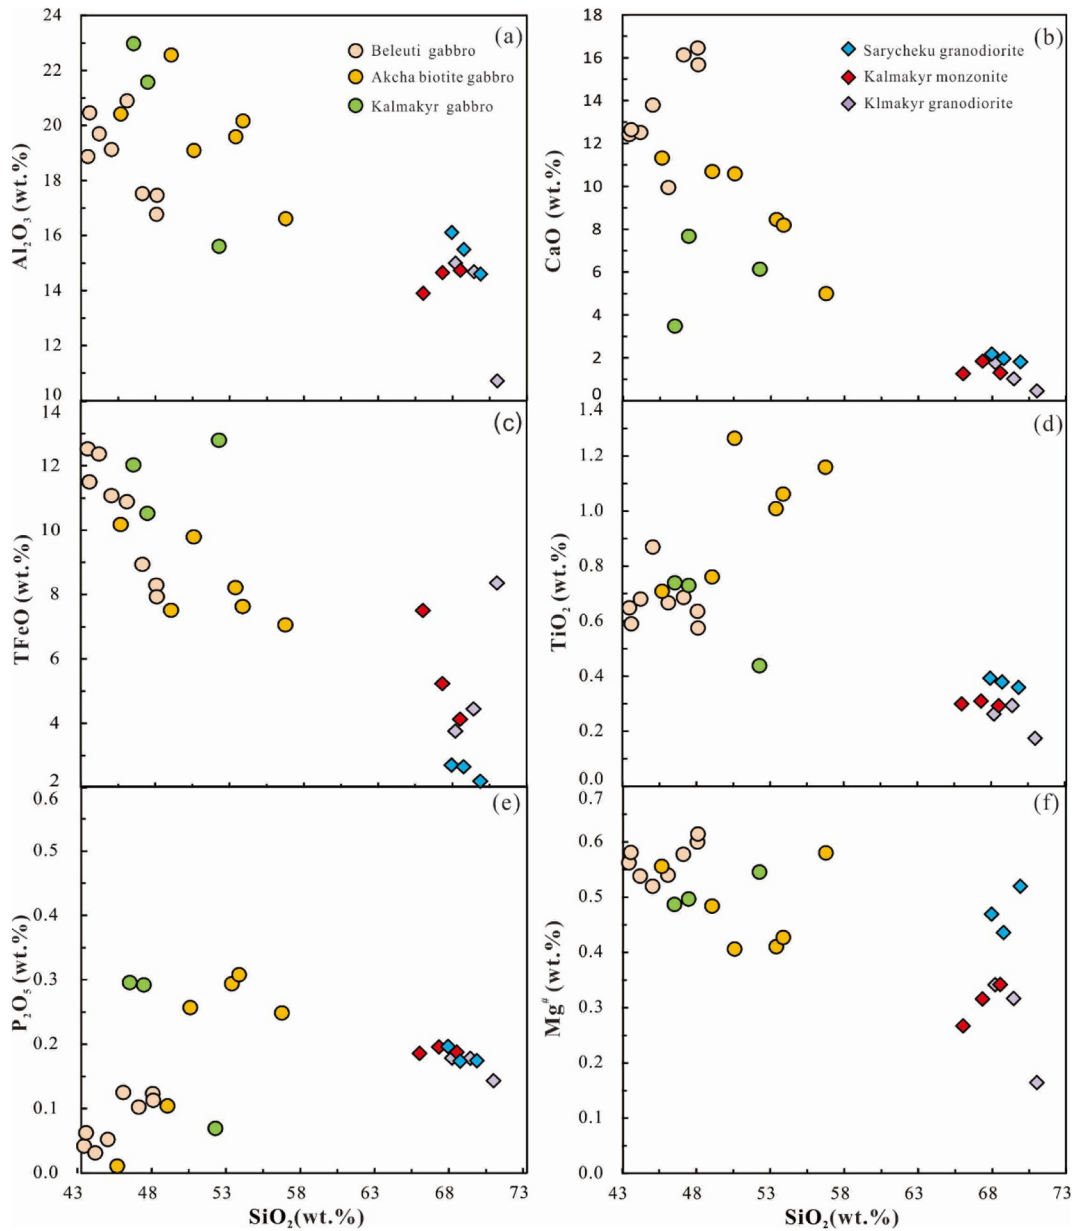 (a)
Beleuti gabbro
Akcha biotite gabbro
Kalmakyr gabbro
24
22
20
18
16
14
12
10
Al₂O₃ (wt.%)
(b)
Sarycheku granodiorite
Kalmakyr monzonite
Klmakyr granodiorite
18
16
14
12
10
8
6
4
2
0
CaO (wt.%)
(c)
14
12
10
8
6
4
2
TFeO (wt.%)
(d)
1.4
1.2
1.0
0.8
0.6
0.4
0.2
0.0
TiO₂ (wt.%)
(e)
0.6
0.5
0.4
0.3
0.2
0.1
0.0
P₂O₅ (wt.%)
43 48 53 58 63 68 73
SiO₂(wt.%)
(f)
0.7
0.6
0.5
0.4
0.3
0.2
0.1
0.0
Mg# (wt.%)
43 48 53 58 63 68 73
SiO₂(wt.%)